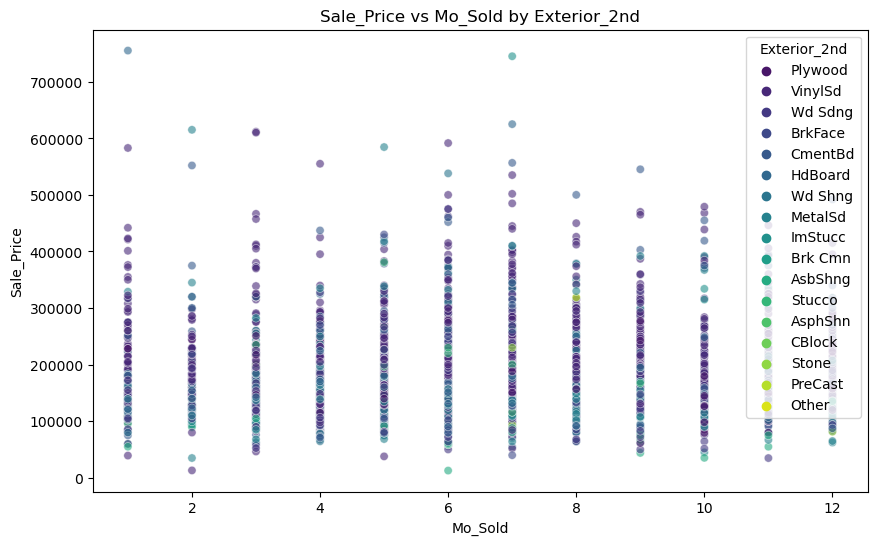 Sale_Price vs Mo_Sold by Exterior_2nd
Exterior_2nd
Plywood
VinylSd
Wd Sdng
BrkFace
CmentBd
HdBoard
Wd Shng
MetalSd
ImStucc
Brk Cmn
AsbShng
Stucco
AsphShn
CBlock
Stone
PreCast
Other
Sale_Price
700000
600000
500000
400000
300000
200000
100000
0
2
4
6
8
10
12
Mo_Sold